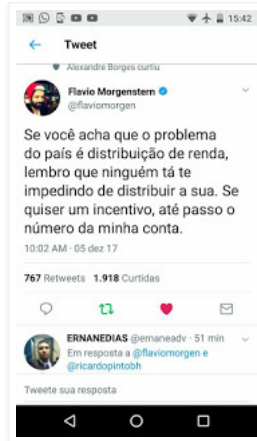 15:42
Tweet
Alexandre Borges curtiu
Flavio Morgenstern
@flaviomorgen
Se você acha que o problema
do país é distribuição de renda,
lembro que ninguém tá te
impedindo de distribuir a sua. Se
quiser um incentivo, até passo o
número da minha conta.
10:02 AM · 05 dez 17
767 Retweets 1.918 Curtidas
ERNANEDIAS @ernaneadv · 51 min
Em resposta a @flaviomorgen e
@ricardopintobh
Tweete sua resposta